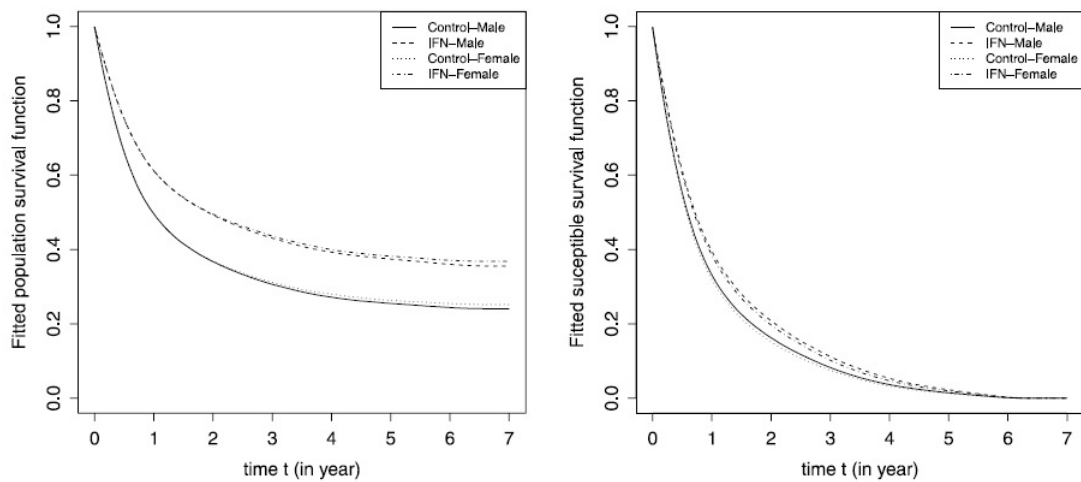 Fitted population survival function
1.0
0.8
0.6
0.4
0.2
0.0
Control–Male
IFN–Male
Control–Female
IFN–Female
0 1 2 3 4 5 6 7
time t (in year)
Fitted suceptible survival function
1.0
0.8
0.6
0.4
0.2
0.0
Control–Male
IFN–Male
Control–Female
IFN–Female
0 1 2 3 4 5 6 7
time t (in year)